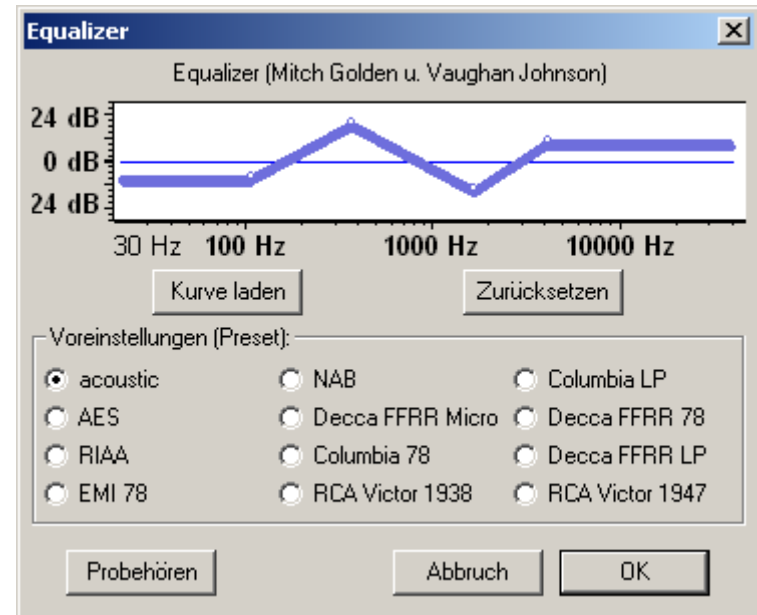 Equalizer
Equalizer (Mitch Golden u. Vaughan Johnson)
24 dB
0 dB
24 dB
30 Hz 100 Hz 1000 Hz 10000 Hz
Kurve laden Zurücksetzen
Voreinstellungen (Preset):
acoustic NAB Columbia LP
AES Decca FFRR Micro Decca FFRR 78
RIAA Columbia 78 Decca FFRR LP
EMI 78 RCA Victor 1938 RCA Victor 1947
Probehören Abbruch OK